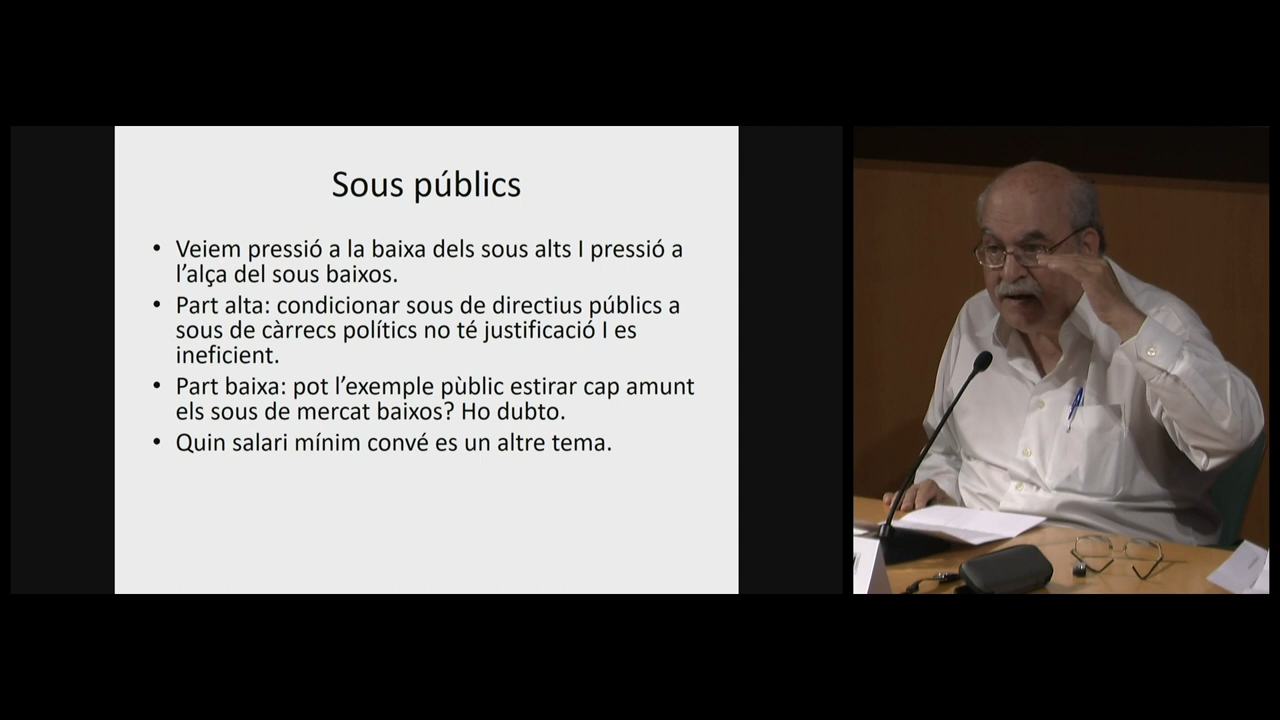 Sous públics
• Veiem pressió a la baixa dels sous alts I pressió a
l’alça del sous baixos.
• Part alta: condicionar sous de directius públics a
sous de càrrecs polítics no té justificació I es
ineficient.
• Part baixa: pot l’exemple pùblic estirar cap amunt
els sous de mercat baixos? Ho dubto.
• Quin salari mínim convé es un altre tema.